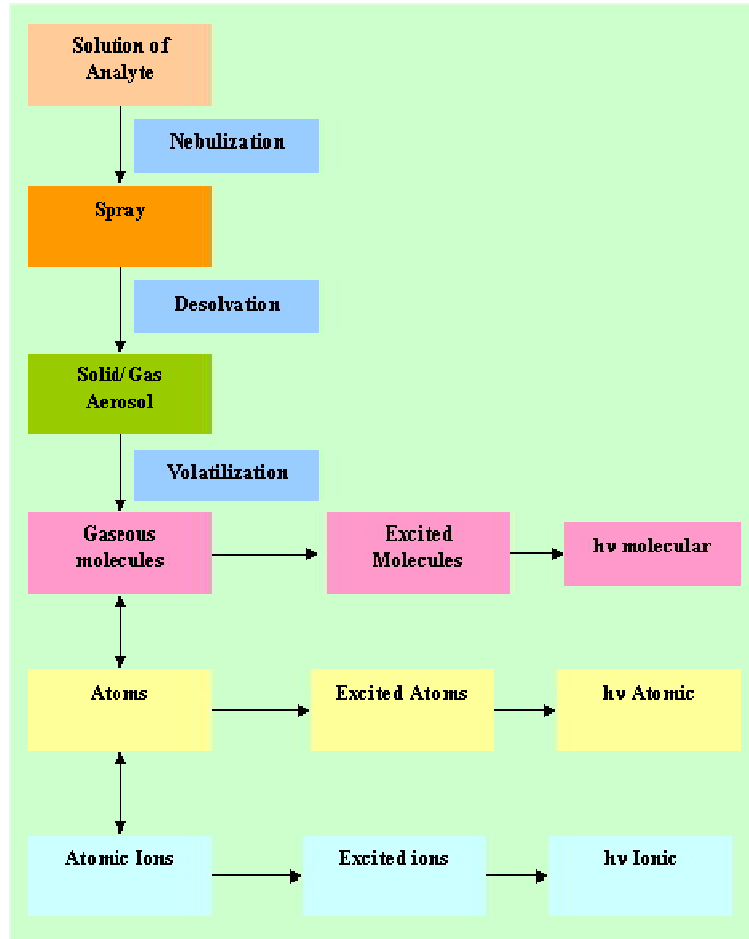 Solution of
Analyte
Nebulization
Spray
Desolvation
Solid/Gas
Aerosol
Volatilization
Gaseous
molecules
Excited
Molecules
hν molecular
Atoms
Excited Atoms
hν Atomic
Atomic Ions
Excited ions
hν Ionic